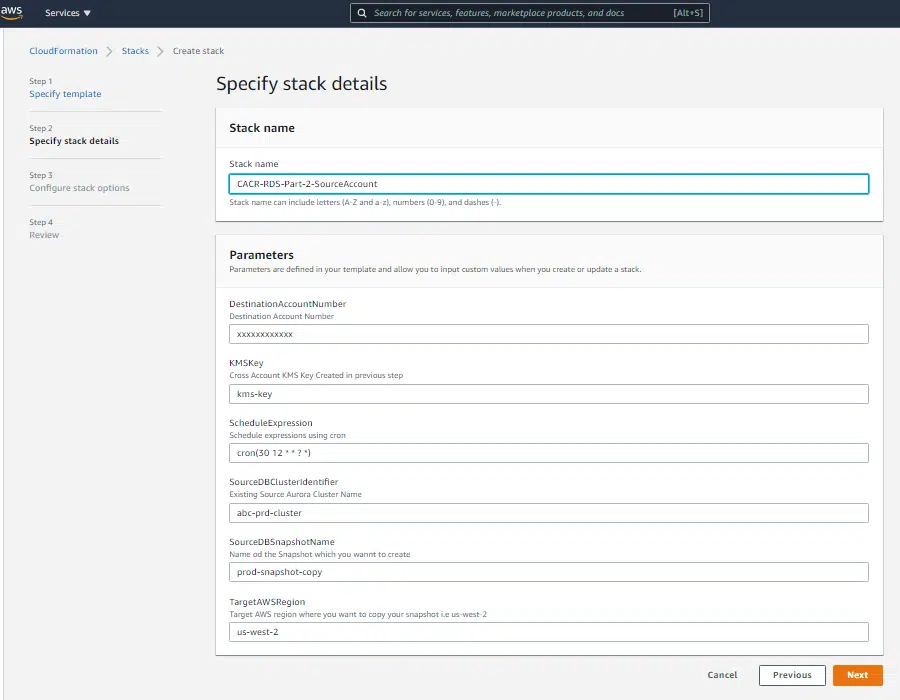 aws
Services ▼
Search for services, features, marketplace products, and docs [Alt+S]
CloudFormation > Stacks > Create stack
Step 1
Specify template
Step 2
Specify stack details
Step 3
Configure stack options
Step 4
Review
Specify stack details
Stack name
Stack name
CACR-RDS-Part-2-SourceAccount
Stack name can include letters (A-Z and a-z), numbers (0-9), and dashes (-).
Parameters
Parameters are defined in your template and allow you to input custom values when you create or update a stack.
DestinationAccountNumber
Destination Account Number
xxxxxxxxxxxx
KMSKey
Cross Account KMS Key Created in previous step
kms-key
ScheduleExpression
Schedule expressions using cron
cron(30 12 * * ? *)
SourceDBClusterIdentifier
Existing Source Aurora Cluster Name
abc-prd-cluster
SourceDBSnapshotName
Name od the Snapshot which you wannt to create
prod-snapshot-copy
TargetAWSRegion
Target AWS region where you want to copy your snapshot i.e us-west-2
us-west-2
Cancel
Previous
Next